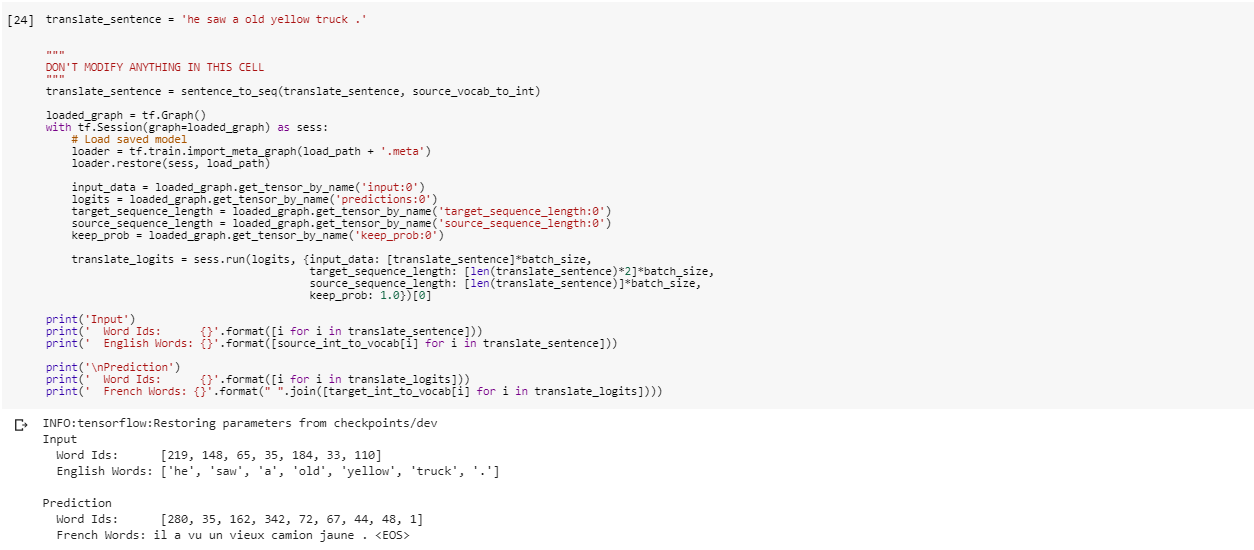 [24] translate_sentence = 'he saw a old yellow truck .'
"""
DON'T MODIFY ANYTHING IN THIS CELL
"""
translate_sentence = sentence_to_seq(translate_sentence, source_vocab_to_int)
loaded_graph = tf.Graph()
with tf.Session(graph=loaded_graph) as sess:
    # Load saved model
    loader = tf.train.import_meta_graph(load_path + '.meta')
    loader.restore(sess, load_path)
    input_data = loaded_graph.get_tensor_by_name('input:0')
    logits = loaded_graph.get_tensor_by_name('predictions:0')
    target_sequence_length = loaded_graph.get_tensor_by_name('target_sequence_length:0')
    source_sequence_length = loaded_graph.get_tensor_by_name('source_sequence_length:0')
    keep_prob = loaded_graph.get_tensor_by_name('keep_prob:0')
    translate_logits = sess.run(logits, {input_data: [translate_sentence]*batch_size,
                                         target_sequence_length: [len(translate_sentence)*2]*batch_size,
                                         source_sequence_length: [len(translate_sentence)]*batch_size,
                                         keep_prob: 1.0})[0]
print('Input')
print('  Word Ids:      {}'.format([i for i in translate_sentence]))
print('  English Words: {}'.format([source_int_to_vocab[i] for i in translate_sentence]))
print('\nPrediction')
print('  Word Ids:      {}'.format([i for i in translate_logits]))
print('  French Words: {}'.format(" ".join([target_int_to_vocab[i] for i in translate_logits])))
INFO:tensorflow:Restoring parameters from checkpoints/dev
Input
  Word Ids:      [219, 148, 65, 35, 184, 33, 110]
  English Words: ['he', 'saw', 'a', 'old', 'yellow', 'truck', '.']
Prediction
  Word Ids:      [280, 35, 162, 342, 72, 67, 44, 48, 1]
  French Words: il a vu un vieux camion jaune . <EOS>